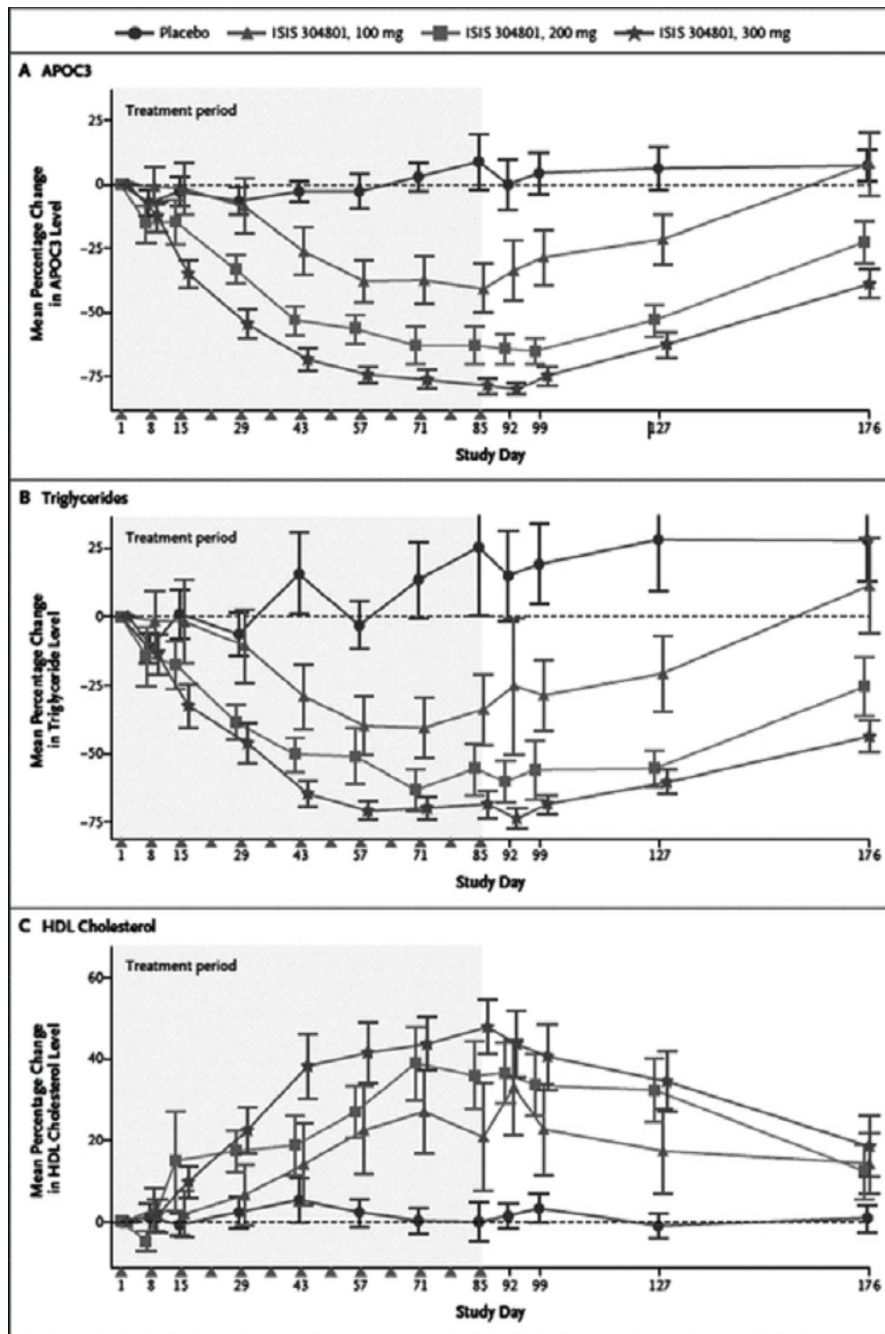 Placebo ISIS 304801, 100 mg ISIS 304801, 200 mg ISIS 304801, 300 mg
A APOC3
Treatment period
25
0
−25
−50
−75
Mean Percentage Change
in APOC3 Level
1 8 15 29 43 57 71 85 92 99 127 176
Study Day
B Triglycerides
Treatment period
25
0
−25
−50
−75
Mean Percentage Change
in Triglyceride Level
1 8 15 29 43 57 71 85 92 99 127 176
Study Day
C HDL Cholesterol
Treatment period
60
40
20
0
Mean Percentage Change
in HDL Cholesterol Level
1 8 15 29 43 57 71 85 92 99 127 176
Study Day